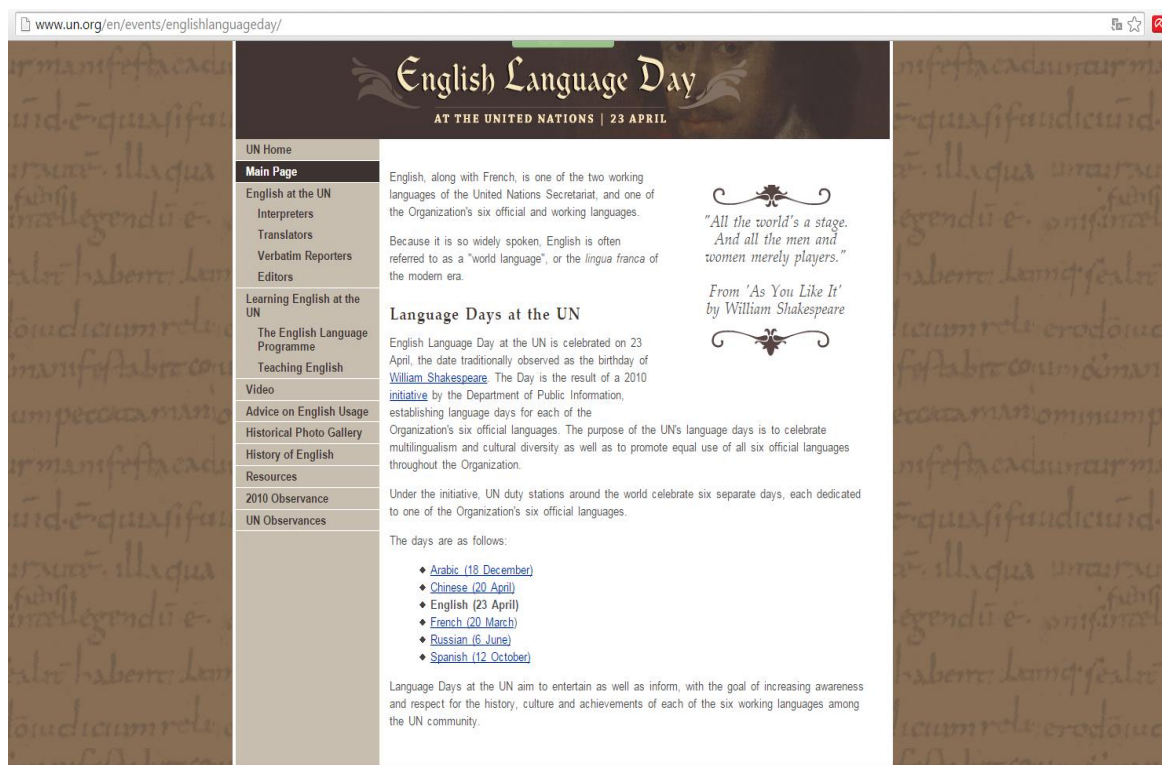 www.un.org/en/events/englishlanguageday/
English Language Day
AT THE UNITED NATIONS | 23 APRIL
UN Home
Main Page
English at the UN
Interpreters
Translators
Verbatim Reporters
Editors
Learning English at the
UN
The English Language
Programme
Teaching English
Video
Advice on English Usage
Historical Photo Gallery
History of English
Resources
2010 Observance
UN Observances
English, along with French, is one of the two working
languages of the United Nations Secretariat, and one of
the Organization's six official and working languages.
Because it is so widely spoken, English is often
referred to as a "world language", or the lingua franca of
the modern era.
"All the world's a stage.
And all the men and
women merely players."
From 'As You Like It'
by William Shakespeare
Language Days at the UN
English Language Day at the UN is celebrated on 23
April, the date traditionally observed as the birthday of
William Shakespeare. The Day is the result of a 2010
initiative by the Department of Public Information,
establishing language days for each of the
Organization's six official languages. The purpose of the UN's language days is to celebrate
multilingualism and cultural diversity as well as to promote equal use of all six official languages
throughout the Organization.
Under the initiative, UN duty stations around the world celebrate six separate days, each dedicated
to one of the Organization's six official languages.
The days are as follows:
Arabic (18 December)
Chinese (20 April)
English (23 April)
French (20 March)
Russian (6 June)
Spanish (12 October)
Language Days at the UN aim to entertain as well as inform, with the goal of increasing awareness
and respect for the history, culture and achievements of each of the six working languages among
the UN community.